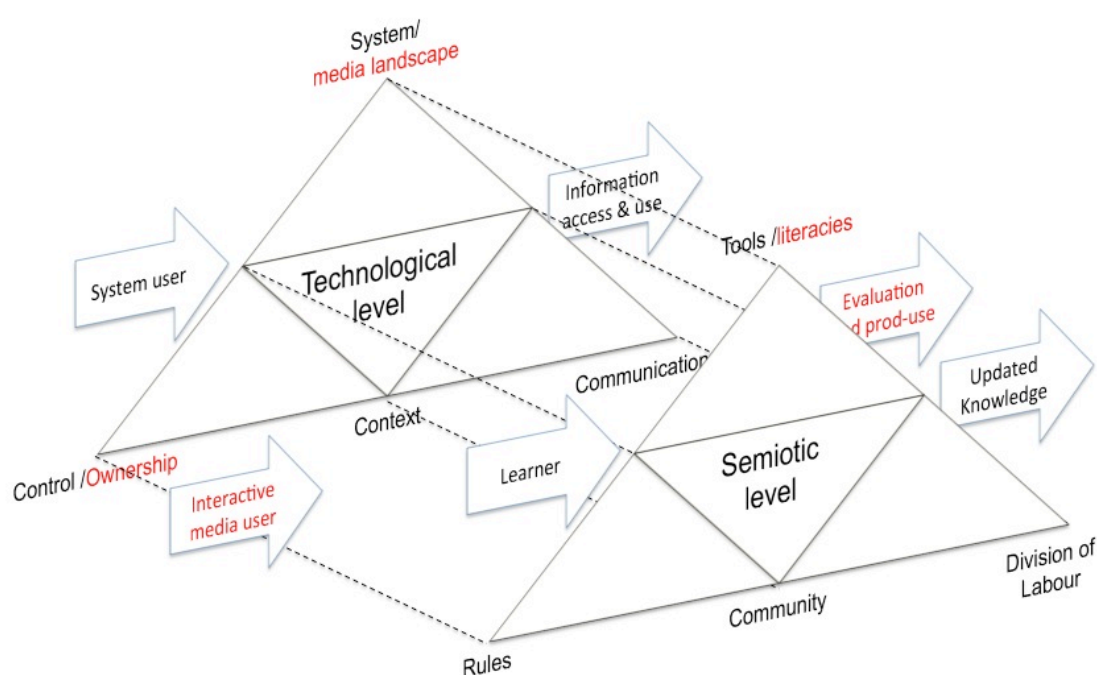 System/
media landscape
Information
access & use
Tools /literacies
System user
Technological
level
Evaluation
prod-use
Updated
Knowledge
Communication
Context
Learner
Semiotic
level
Control /Ownership
Interactive
media user
Division of
Labour
Community
Rules